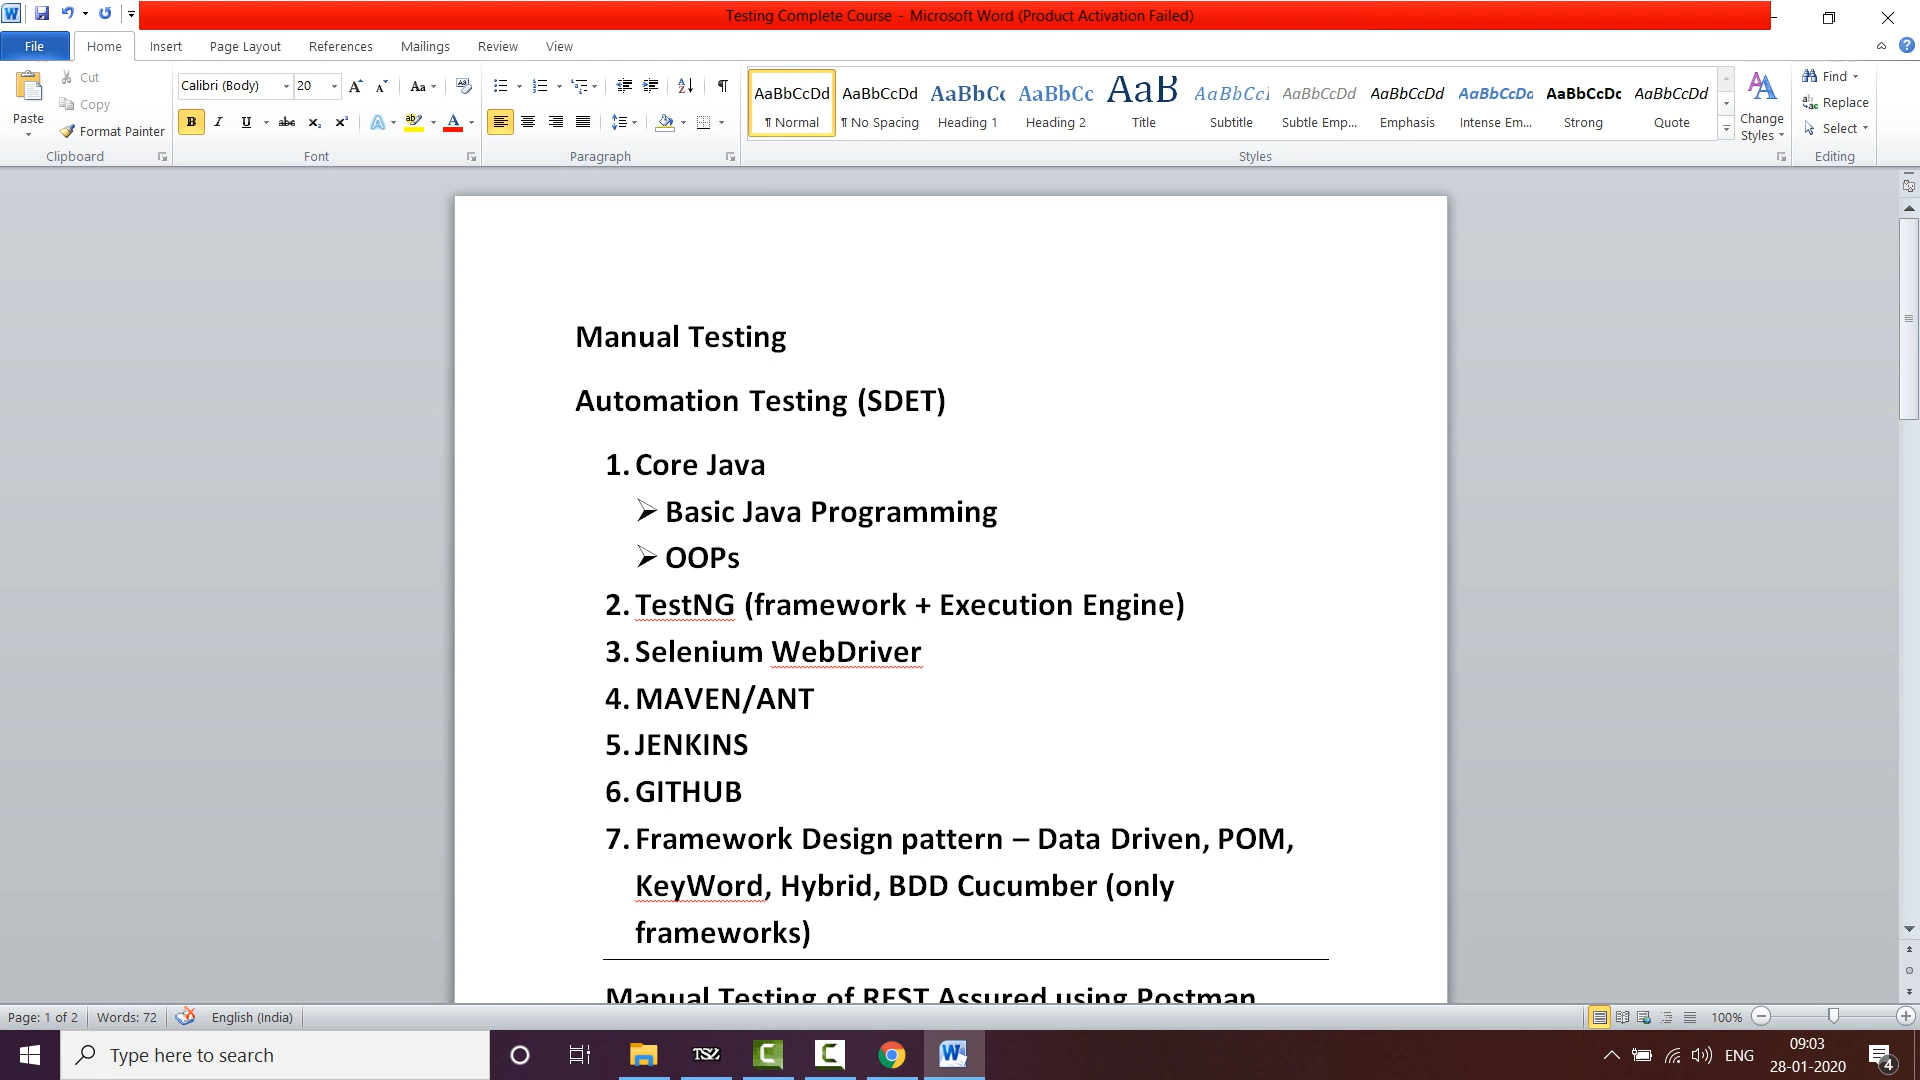 Testing Complete Course - Microsoft Word (Product Activation Failed)
File Home Insert Page Layout References Mailings Review View
Paste
Cut
Copy
Format Painter
Clipboard
Calibri (Body) 20
Font
Paragraph
AaBbCcDd AaBbCcDd AaBbCc AaBbCc AaB AaBbCcI AaBbCcDd AaBbCcDd AaBbCcDd AaBbCcDc AaBbCcDd
¶ Normal ¶ No Spacing Heading 1 Heading 2 Title Subtitle Subtle Emp... Emphasis Intense Em... Strong Quote
Styles
Change Styles
Find
Replace
Select
Editing
Manual Testing
Automation Testing (SDET)
1. Core Java
➢ Basic Java Programming
➢ OOPs
2. TestNG (framework + Execution Engine)
3. Selenium WebDriver
4. MAVEN/ANT
5. JENKINS
6. GITHUB
7. Framework Design pattern – Data Driven, POM,
KeyWord, Hybrid, BDD Cucumber (only
frameworks)
Manual Testing of REST Assured using Postman
Page: 1 of 2 Words: 72 English (India) 100%
Type here to search
ENG
09:03
28-01-2020
4